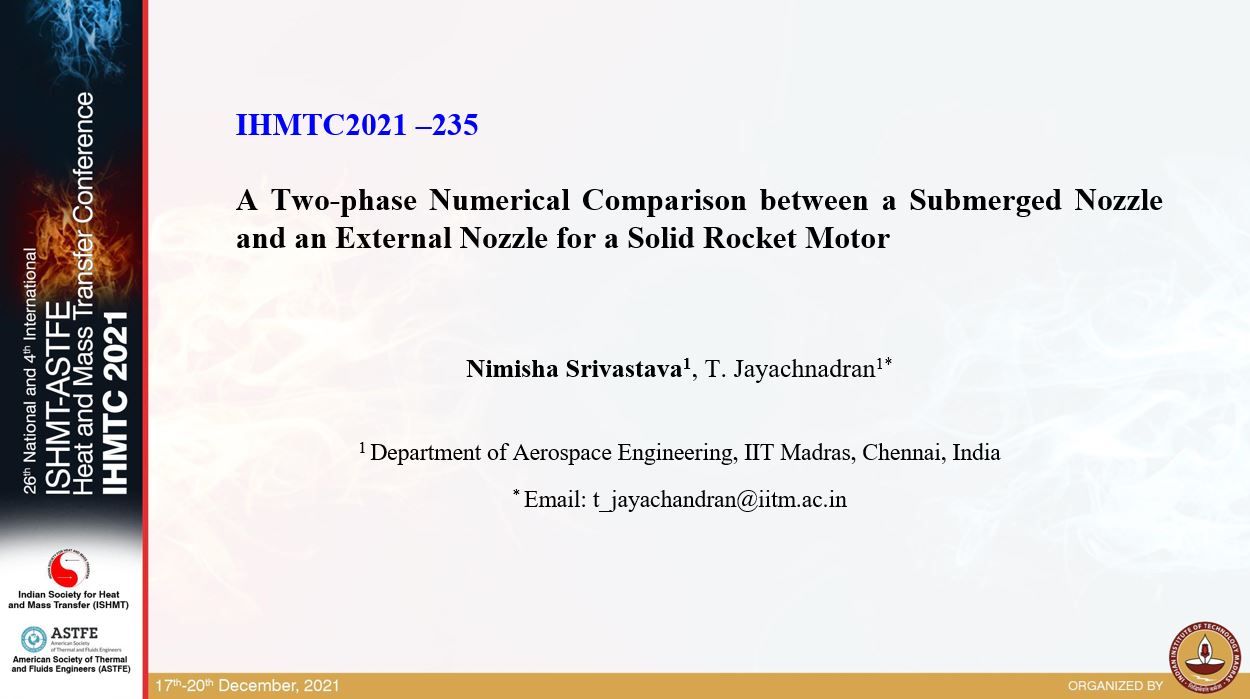 IHMTC2021 –235
A Two-phase Numerical Comparison between a Submerged Nozzle
and an External Nozzle for a Solid Rocket Motor
Nimisha Srivastava¹, T. Jayachnadran¹*
¹ Department of Aerospace Engineering, IIT Madras, Chennai, India
* Email: t_jayachandran@iitm.ac.in
26th National and 4th International
ISHMT-ASTFE
Heat and Mass Transfer Conference
IHMTC 2021
Indian Society for Heat
and Mass Transfer (ISHMT)
ASTFE
American Society
of Thermal and Fluids Engineers
American Society of Thermal
and Fluids Engineers (ASTFE)
17th-20th December, 2021
ORGANIZED BY
INDIAN INSTITUTE OF TECHNOLOGY MADRAS